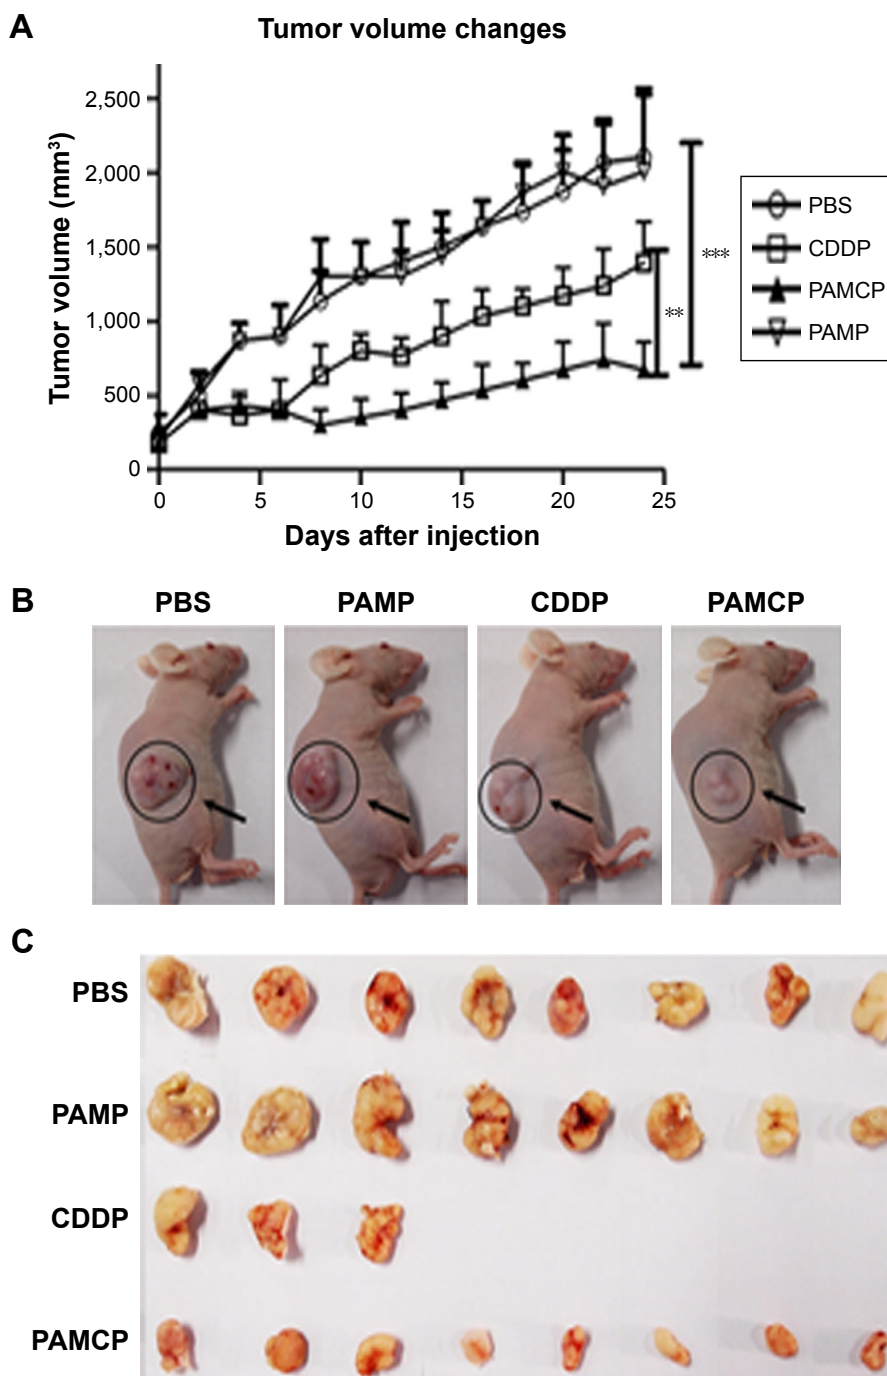 A
Tumor volume changes
Tumor volume (mm³)
2,500
2,000
1,500
1,000
500
0
0 5 10 15 20 25
Days after injection
**
***
PBS
CDDP
PAMCP
PAMP
B
PBS PAMP CDDP PAMCP
C
PBS
PAMP
CDDP
PAMCP